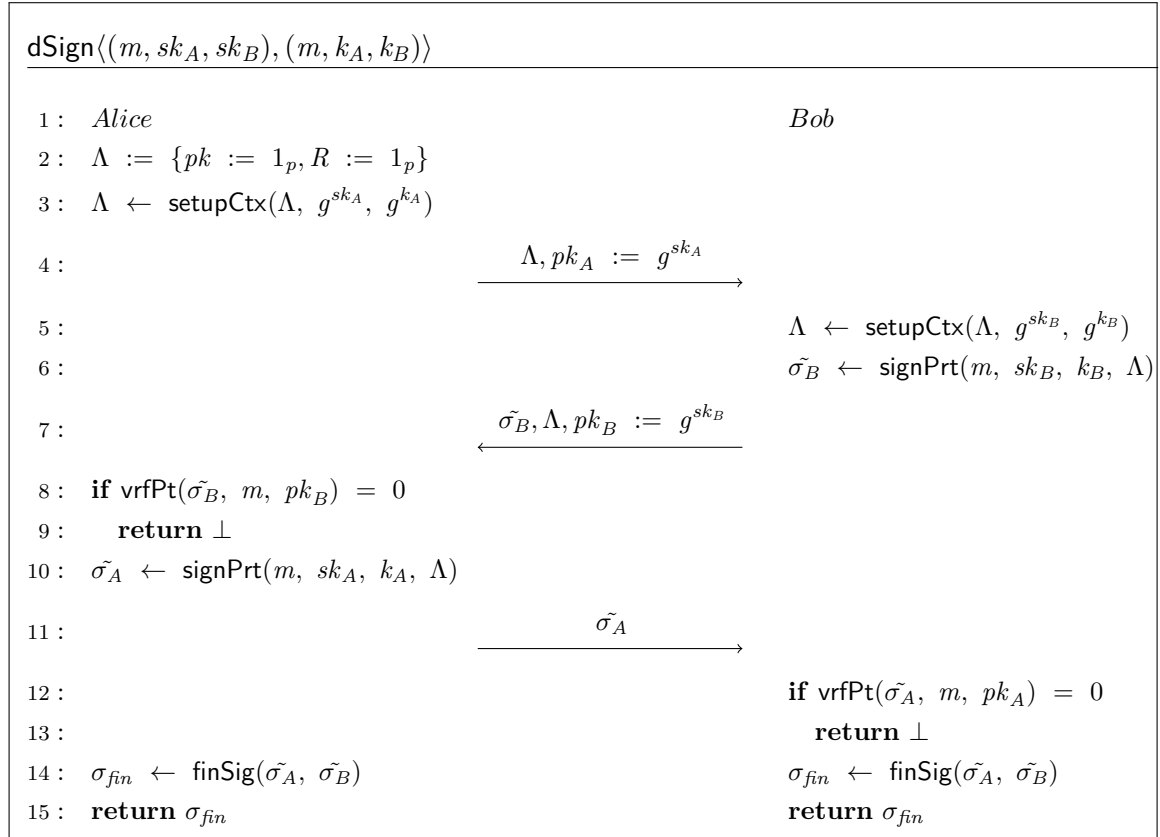 dSign⟨(m, sk_A, sk_B), (m, k_A, k_B)⟩
1 : Alice Bob
2 : Λ := {pk := 1_p, R := 1_p}
3 : Λ ← setupCtx(Λ, g^{sk_A}, g^{k_A})
4 : Λ, pk_A := g^{sk_A}
5 : Λ ← setupCtx(Λ, g^{sk_B}, g^{k_B})
6 : σ̃_B ← signPrt(m, sk_B, k_B, Λ)
7 : σ̃_B, Λ, pk_B := g^{sk_B}
8 : if vrfPt(σ̃_B, m, pk_B) = 0
9 : return ⊥
10 : σ̃_A ← signPrt(m, sk_A, k_A, Λ)
11 : σ̃_A
12 : if vrfPt(σ̃_A, m, pk_A) = 0
13 : return ⊥
14 : σ_fin ← finSig(σ̃_A, σ̃_B) σ_fin ← finSig(σ̃_A, σ̃_B)
15 : return σ_fin return σ_fin